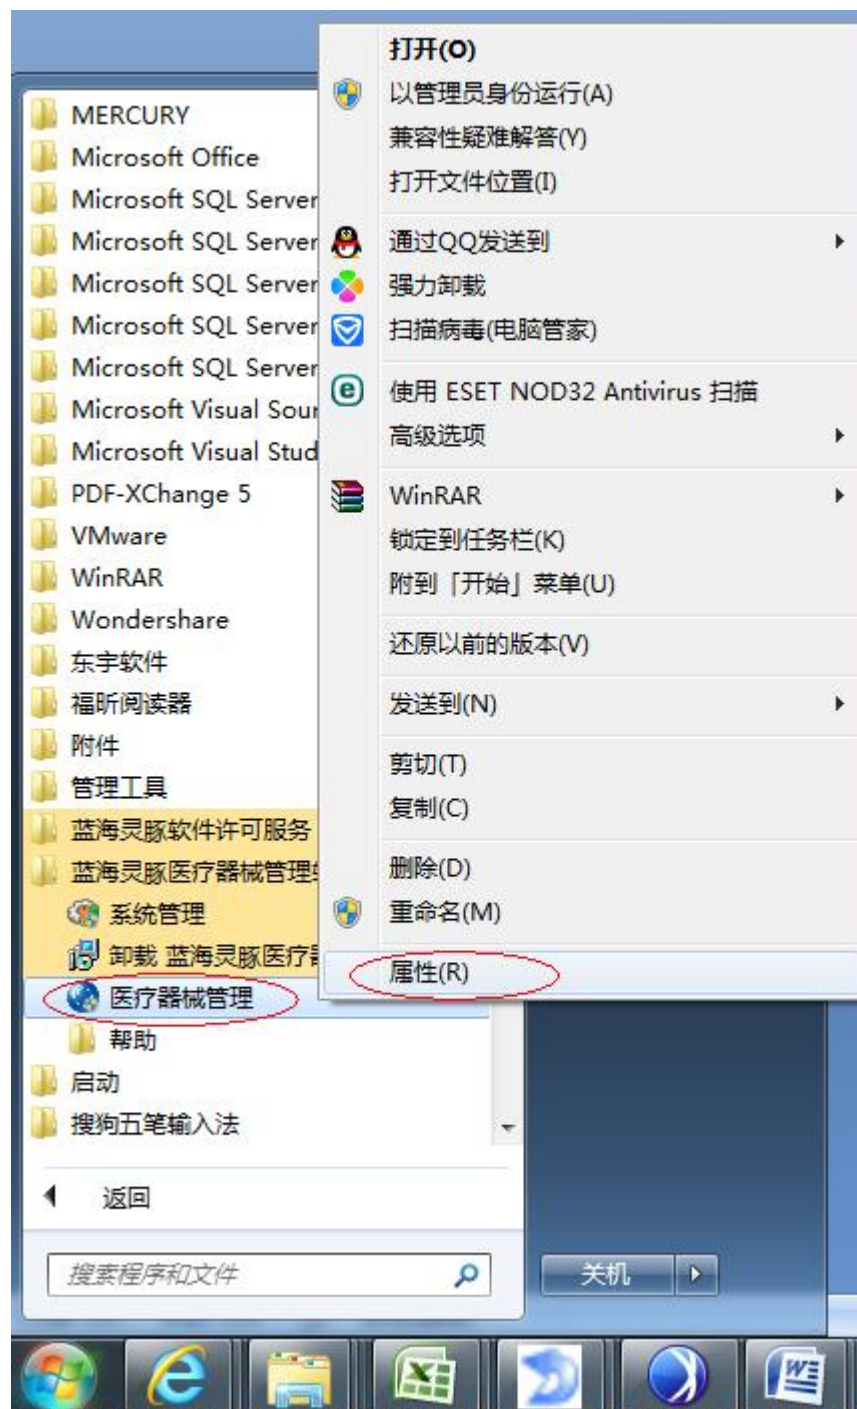 打开(O)
以管理员身份运行(A)
兼容性疑难解答(Y)
打开文件位置(I)
通过QQ发送到
强力卸载
扫描病毒(电脑管家)
使用 ESET NOD32 Antivirus 扫描
高级选项
WinRAR
锁定到任务栏(K)
附到「开始」菜单(U)
还原以前的版本(V)
发送到(N)
剪切(T)
复制(C)
删除(D)
重命名(M)
属性(R)
MERCURY
Microsoft Office
Microsoft SQL Server
Microsoft SQL Server
Microsoft SQL Server
Microsoft SQL Server
Microsoft SQL Server
Microsoft Visual Sour
Microsoft Visual Stud
PDF-XChange 5
VMware
WinRAR
Wondershare
东宇软件
福昕阅读器
附件
管理工具
蓝海灵豚软件许可服务
蓝海灵豚医疗器械管理
系统管理
卸载 蓝海灵豚医疗
医疗器械管理
帮助
启动
搜狗五笔输入法
返回
搜索程序和文件
关机